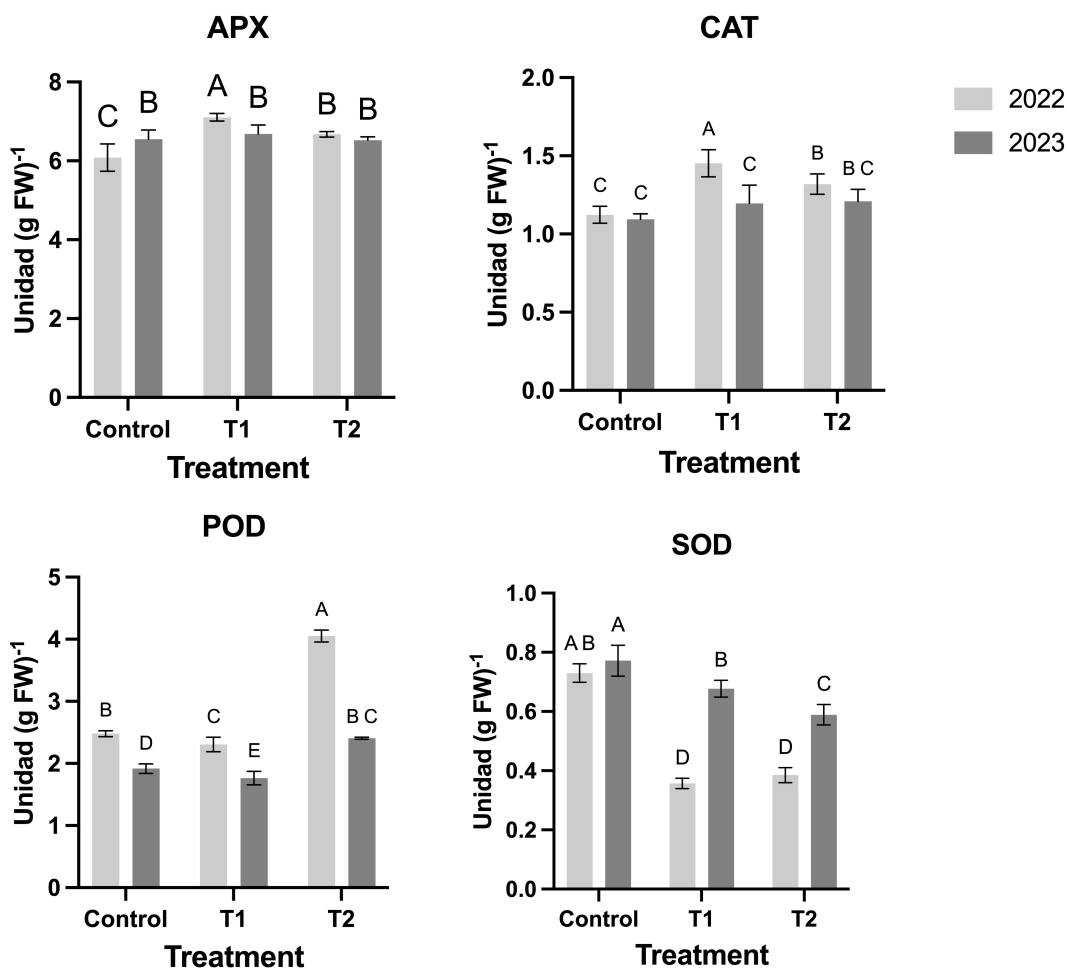 APX
8
6
4
2
0
Unidad (g FW)-1
C B A B B B
Control T1 T2
Treatment
CAT
2.0
1.5
1.0
0.5
0.0
Unidad (g FW)-1
C C A C B B C
Control T1 T2
Treatment
2022
2023
POD
5
4
3
2
1
0
Unidad (g FW)-1
B D C E A B C
Control T1 T2
Treatment
SOD
1.0
0.8
0.6
0.4
0.2
0.0
Unidad (g FW)-1
A B A D B D C
Control T1 T2
Treatment